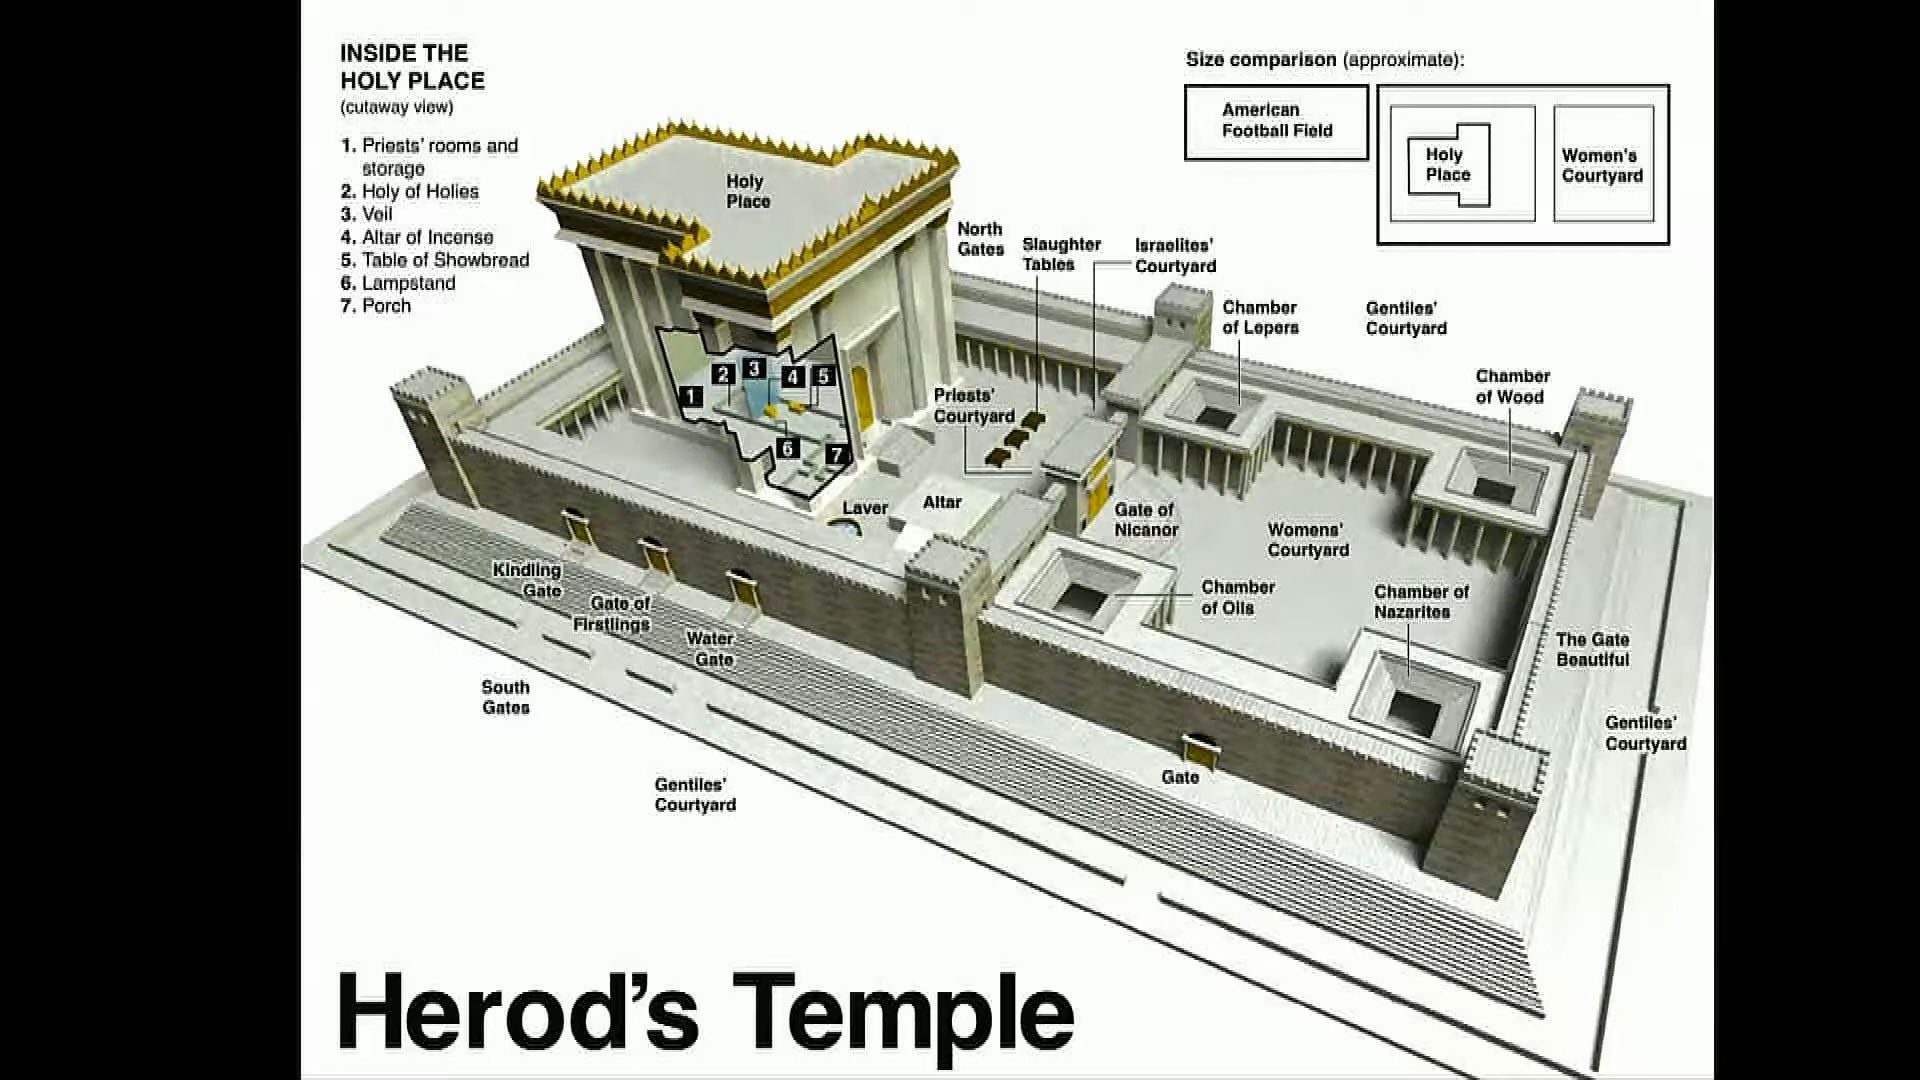 INSIDE THE
HOLY PLACE
(cutaway view)
1. Priests' rooms and
storage
2. Holy of Holies
3. Veil
4. Altar of Incense
5. Table of Showbread
6. Lampstand
7. Porch
Size comparison (approximate):
American
Football Field
Holy
Place
Women's
Courtyard
Holy
Place
North
Gates
Slaughter
Tables
Israelites'
Courtyard
Chamber
of Lepers
Gentiles'
Courtyard
Chamber
of Wood
1
2
3
4
5
6
7
Priests'
Courtyard
Laver
Altar
Gate of
Nicanor
Womens'
Courtyard
Kindling
Gate
Gate of
Firstlings
Water
Gate
Chamber
of Oils
Chamber of
Nazarites
The Gate
Beautiful
South
Gates
Gentiles'
Courtyard
Gate
Gentiles'
Courtyard
Herod's Temple